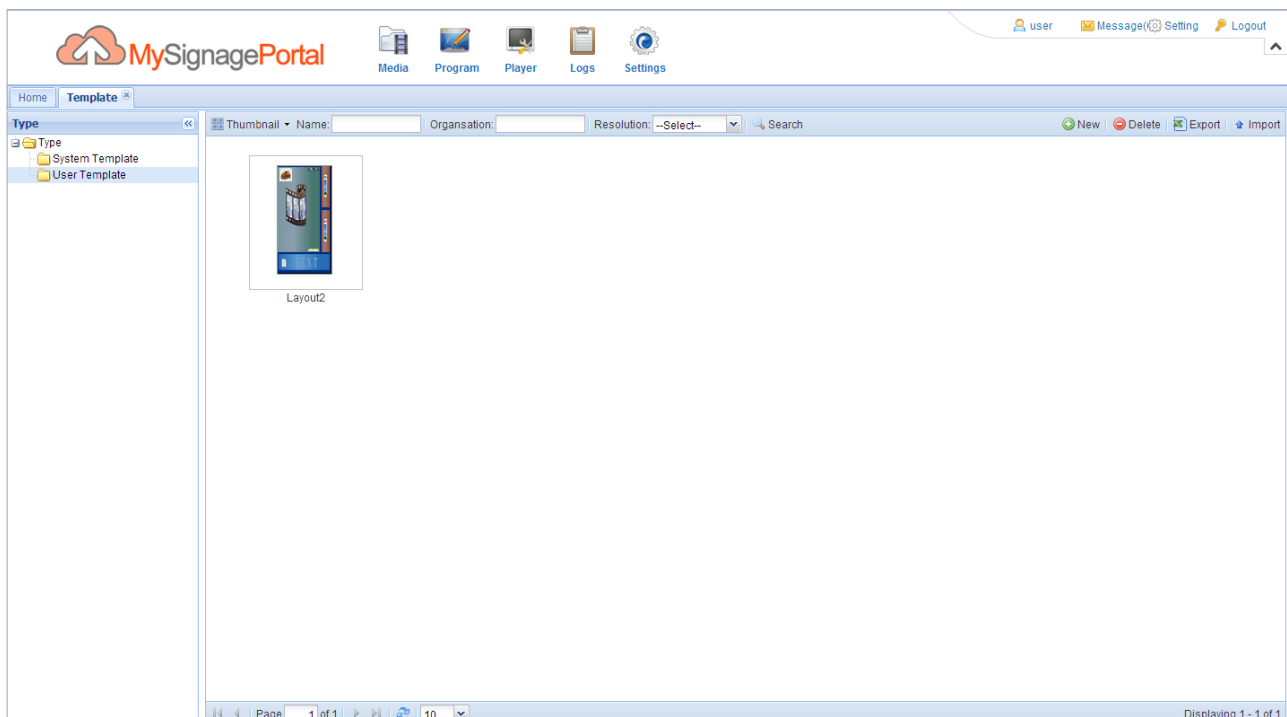 user Message( Setting Logout
MySignagePortal
Media Program Player Logs Settings
Home Template
Type
Thumbnail Name: Organsation: Resolution: --Select-- Search New Delete Export Import
Type
System Template
User Template
TEXT
Layout2
Page 1 of 1 10 Displaying 1 - 1 of 1